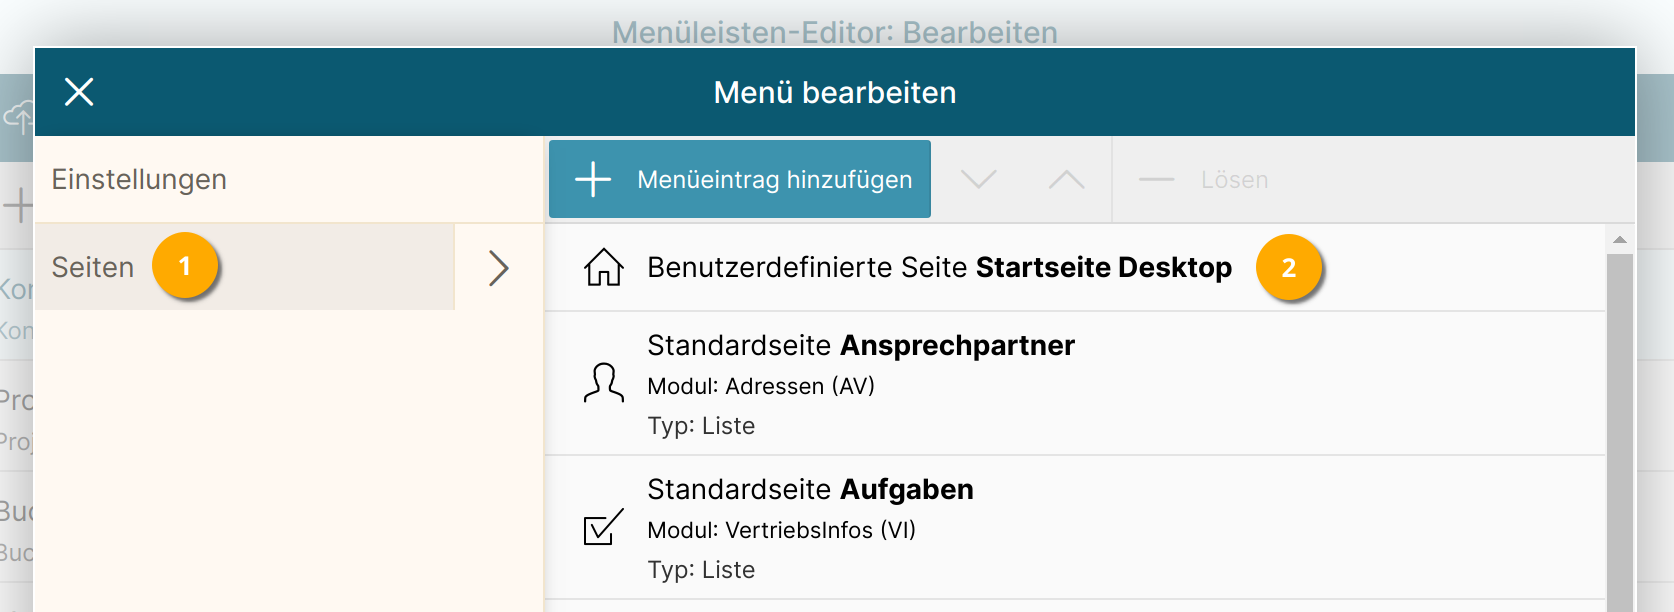 Menüleisten-Editor: Bearbeiten
Menü bearbeiten
Einstellungen
Menüeintrag hinzufügen
Lösen
Seiten
1
Benutzerdefinierte Seite Startseite Desktop
2
Standardseite Ansprechpartner
Modul: Adressen (AV)
Typ: Liste
Standardseite Aufgaben
Modul: VertriebsInfos (VI)
Typ: Liste